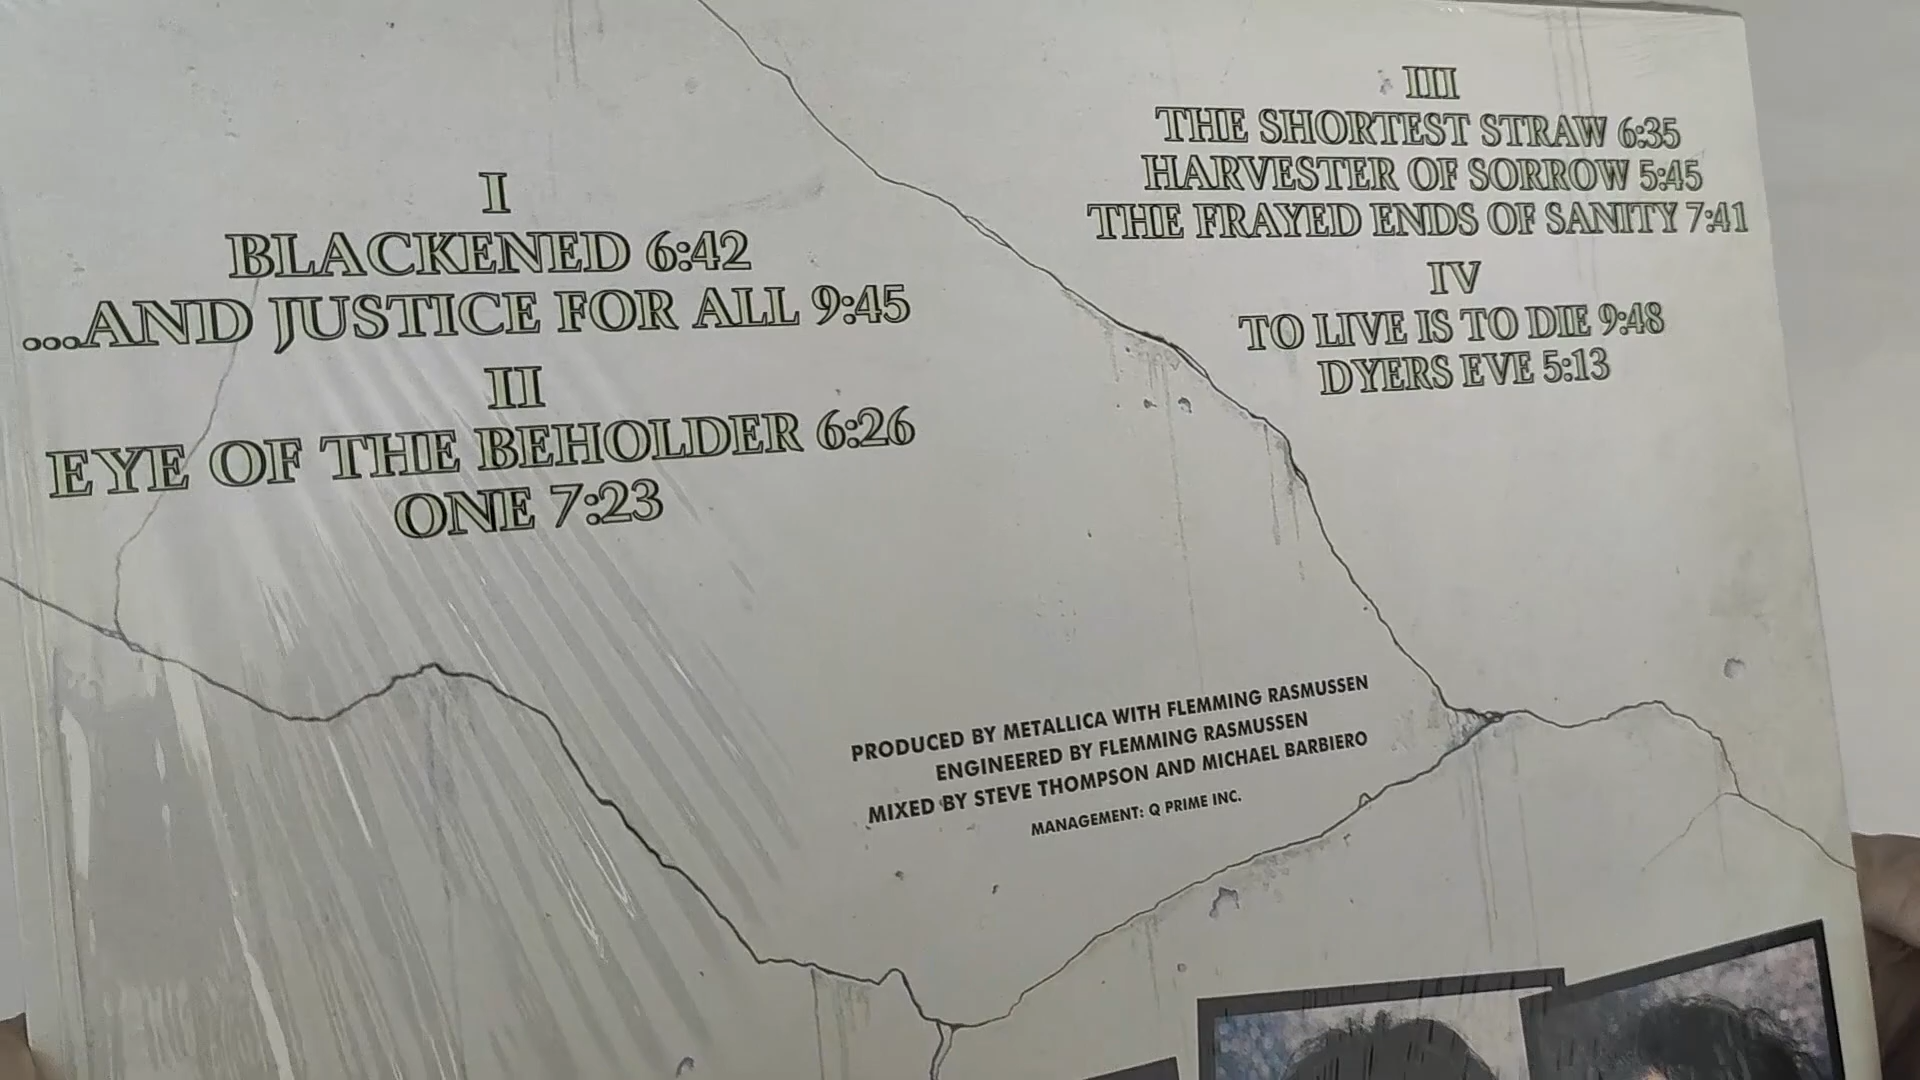 I
BLACKENED 6:42
...AND JUSTICE FOR ALL 9:45
II
EYE OF THE BEHOLDER 6:26
ONE 7:23
III
THE SHORTEST STRAW 6:35
HARVESTER OF SORROW 5:45
THE FRAYED ENDS OF SANITY 7:41
IV
TO LIVE IS TO DIE 9:48
DYERS EVE 5:13
PRODUCED BY METALLICA WITH FLEMMING RASMUSSEN
ENGINEERED BY FLEMMING RASMUSSEN
MIXED BY STEVE THOMPSON AND MICHAEL BARBIERO
MANAGEMENT: Q PRIME INC.